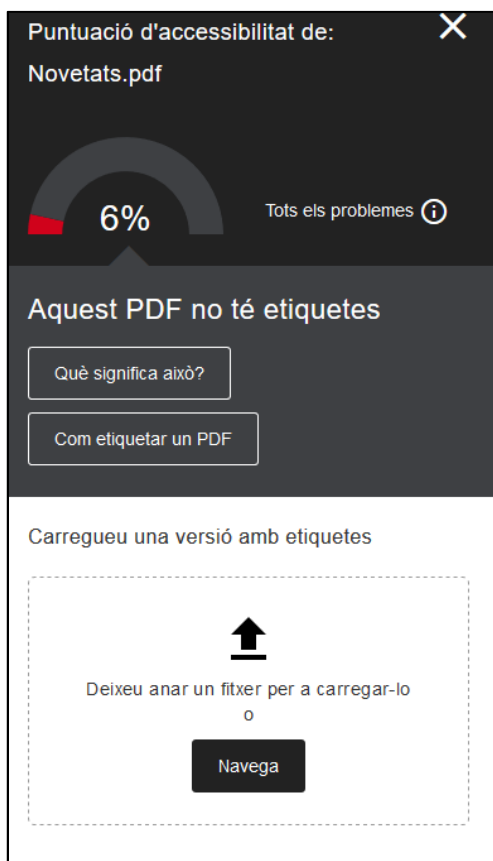 Puntuació d'accessibilitat de:
Novetats.pdf
6%
Tots els problemes
Aquest PDF no té etiquetes
Què significa això?
Com etiquetar un PDF
Carregueu una versió amb etiquetes
Deixeu anar un fitxer per a carregar-lo
o
Navega